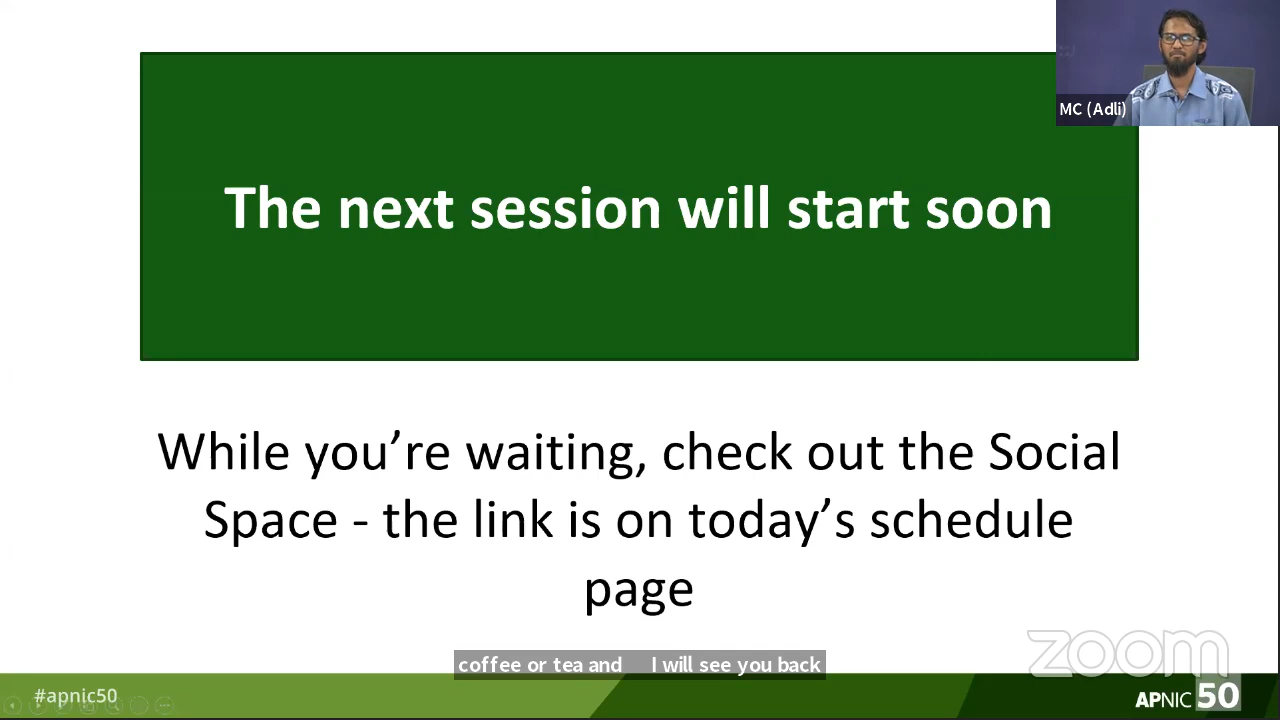 MC (Adli)
The next session will start soon
While you’re waiting, check out the Social
Space - the link is on today’s schedule
page
zoom
coffee or tea and I will see you back
#apnic50
APNIC 50